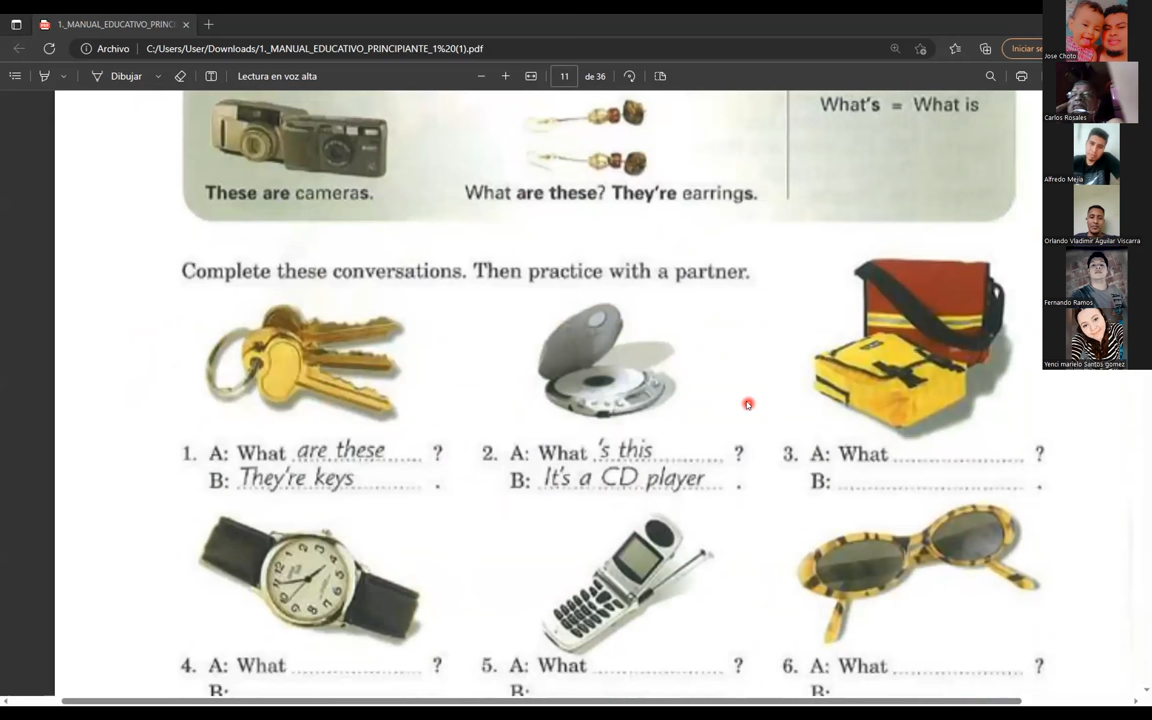 1._MANUAL_EDUCATIVO_PRINC
Archivo
C:/Users/User/Downloads/1._MANUAL_EDUCATIVO_PRINCIPIANTE_1%20(1).pdf
Iniciar se
Dibujar
Lectura en voz alta
11 de 36
What's = What is
These are cameras.
What are these? They're earrings.
Complete these conversations. Then practice with a partner.
1. A: What are these ?
B: They're keys .
2. A: What 's this ?
B: It's a CD player .
3. A: What ?
B: .
4. A: What ?
B:
5. A: What ?
B:
6. A: What ?
B:
Jose Choto
Carlos Rosales
Alfredo Mejia
Orlando Vladimir Aguilar Viscarra
Fernando Ramos
Yenci marielo Santos gomez